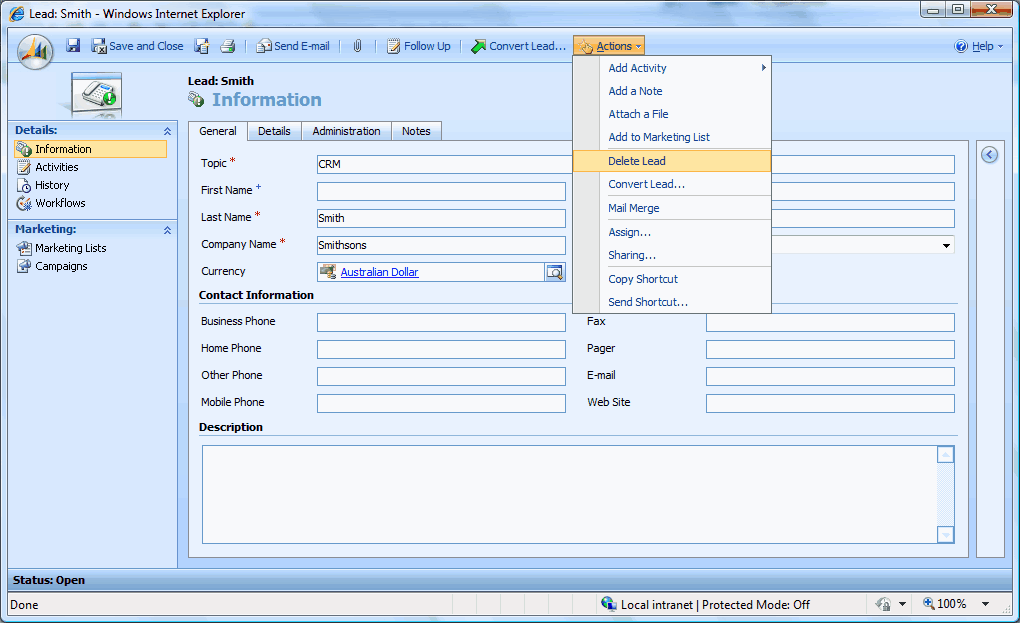 Lead: Smith - Windows Internet Explorer
Save and Close
Send E-mail
Follow Up
Convert Lead...
Actions
Help
Lead: Smith
Information
Details:
Information
Activities
History
Workflows
Marketing:
Marketing Lists
Campaigns
General
Details
Administration
Notes
Topic *
CRM
First Name +
Last Name *
Smith
Company Name *
Smithsons
Currency
Australian Dollar
Add Activity
Add a Note
Attach a File
Add to Marketing List
Delete Lead
Convert Lead...
Mail Merge
Assign...
Sharing...
Copy Shortcut
Send Shortcut...
Contact Information
Business Phone
Fax
Home Phone
Pager
Other Phone
E-mail
Mobile Phone
Web Site
Description
Status: Open
Done
Local intranet | Protected Mode: Off
100%